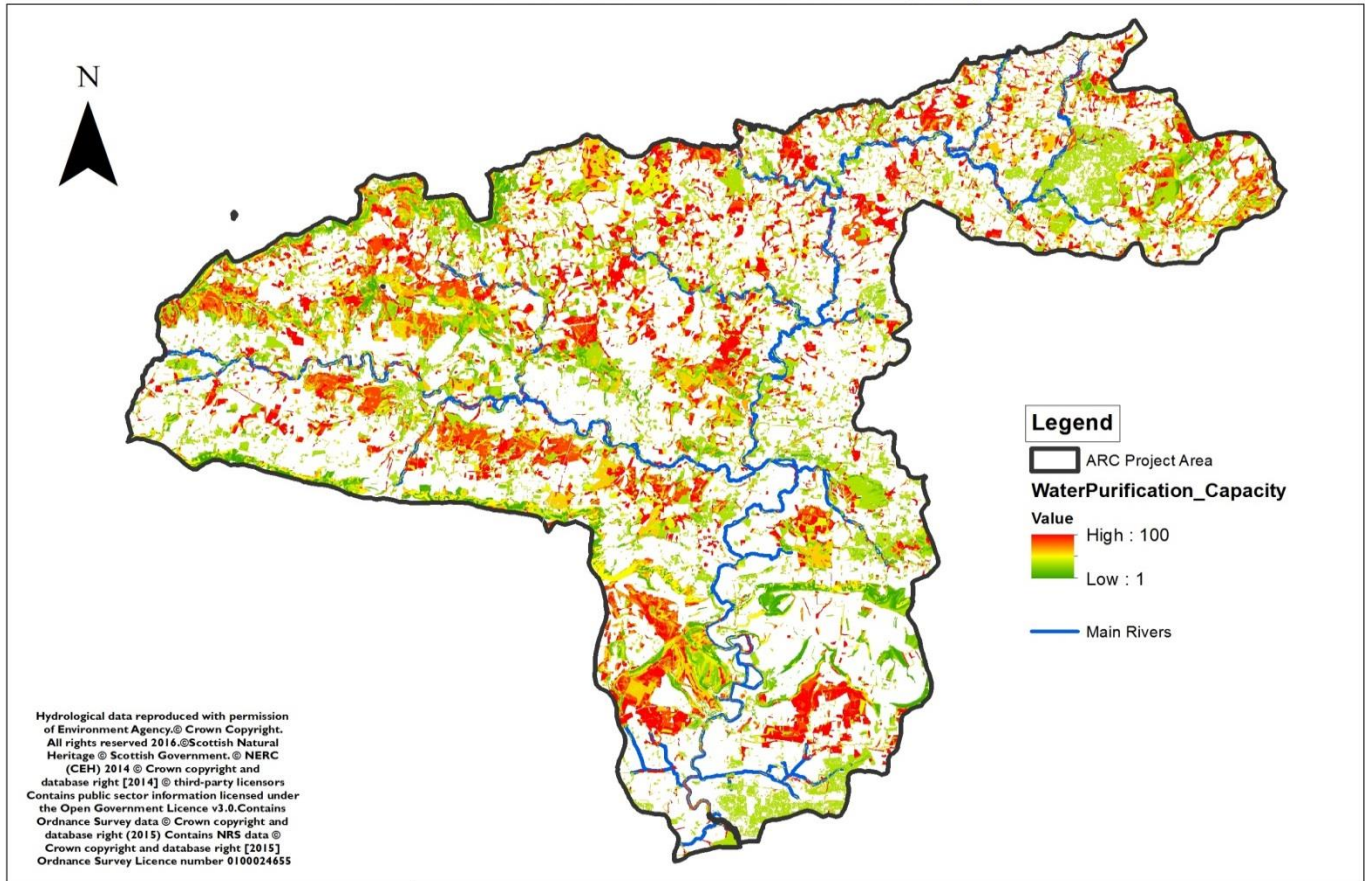 N
Legend
ARC Project Area
WaterPurification_Capacity
Value
High : 100
Low : 1
Main Rivers
Hydrological data reproduced with permission
of Environment Agency.© Crown Copyright.
All rights reserved 2016.©Scottish Natural
Heritage © Scottish Government. © NERC
(CEH) 2014 © Crown copyright and
database right [2014] © third-party licensors
Contains public sector information licensed under
the Open Government Licence v3.0.Contains
Ordnance Survey data © Crown copyright and
database right (2015) Contains NRS data ©
Crown copyright and database right [2015]
Ordnance Survey Licence number 0100024655